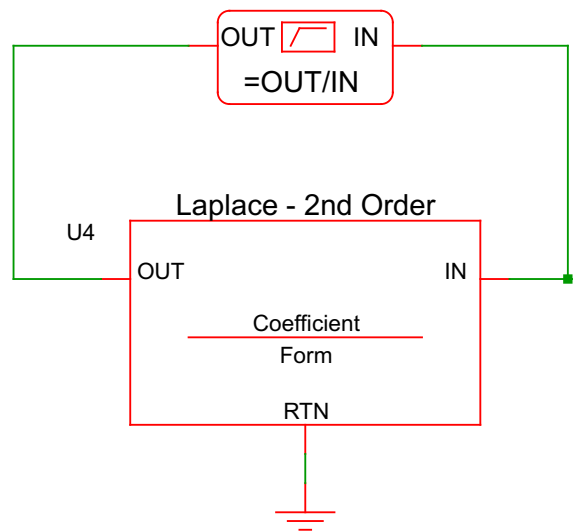 OUT IN
=OUT/IN
Laplace - 2nd Order
U4
OUT IN
Coefficient
Form
RTN